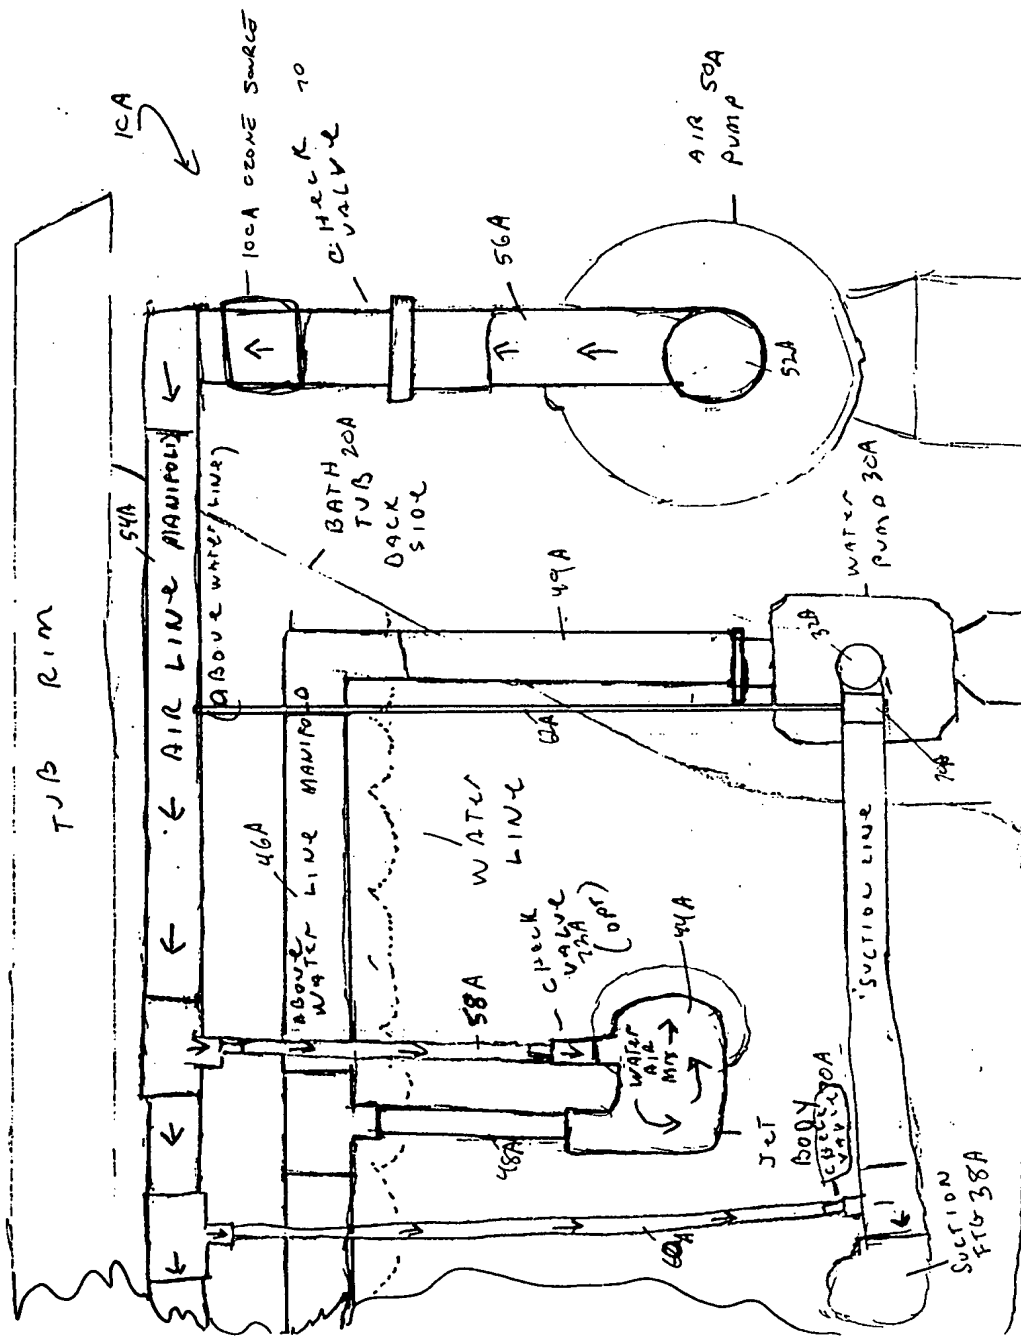 TUB RIM
10A
100A OZONE SOURCE
CHECK
VALVE
70
54A
AIR LINE MANIFOLD
(ABOVE WATER LINE)
56A
AIR
PUMP 50A
52A
BATH
TUB 20A
BACK
SIDE
49A
46A
ABOVE
WATER LINE MANIFOLD
62A
WATER
PUMP 30A
32A
70A
WATER
LINE
58A
CHECK
VALVE
22A
(OPT)
44A
WATER
AIR
MIX
48A
JET
BODY
CHECK
VALVE 80A
SUCTION LINE
60A
SUCTION
FTG 38A